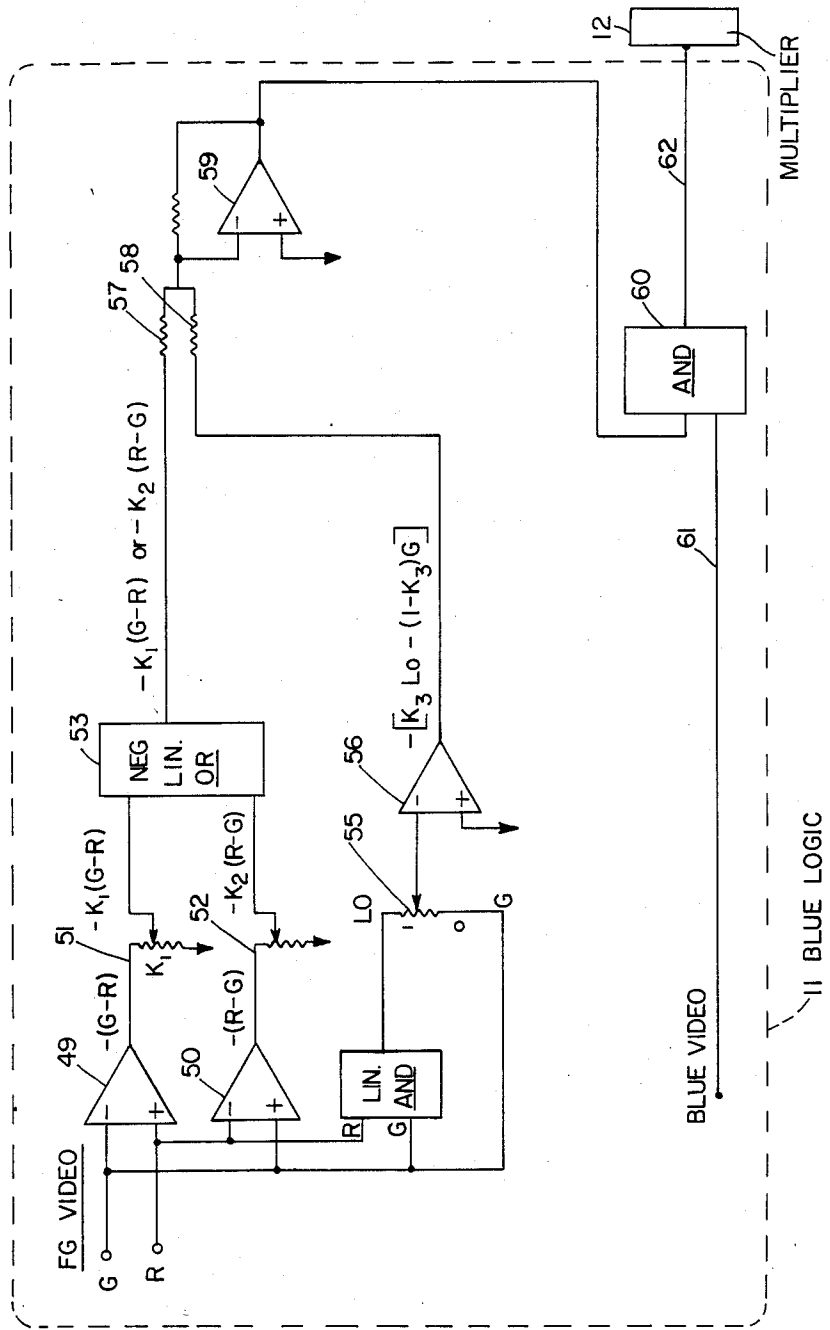 FG VIDEO
G
R
49
-
+
-(G-R)
51
K₁
-K₁(G-R)
50
-
+
-(R-G)
52
-K₂(R-G)
53
NEG
LIN.
OR
-K₁(G-R) or -K₂(R-G)
57
58
59
-
+
R
G
LIN.
AND
LO
1
0
G
55
56
-
+
-[K₃ Lo - (1-K₃)G]
BLUE VIDEO
61
60
AND
62
12
MULTIPLIER
11 BLUE LOGIC